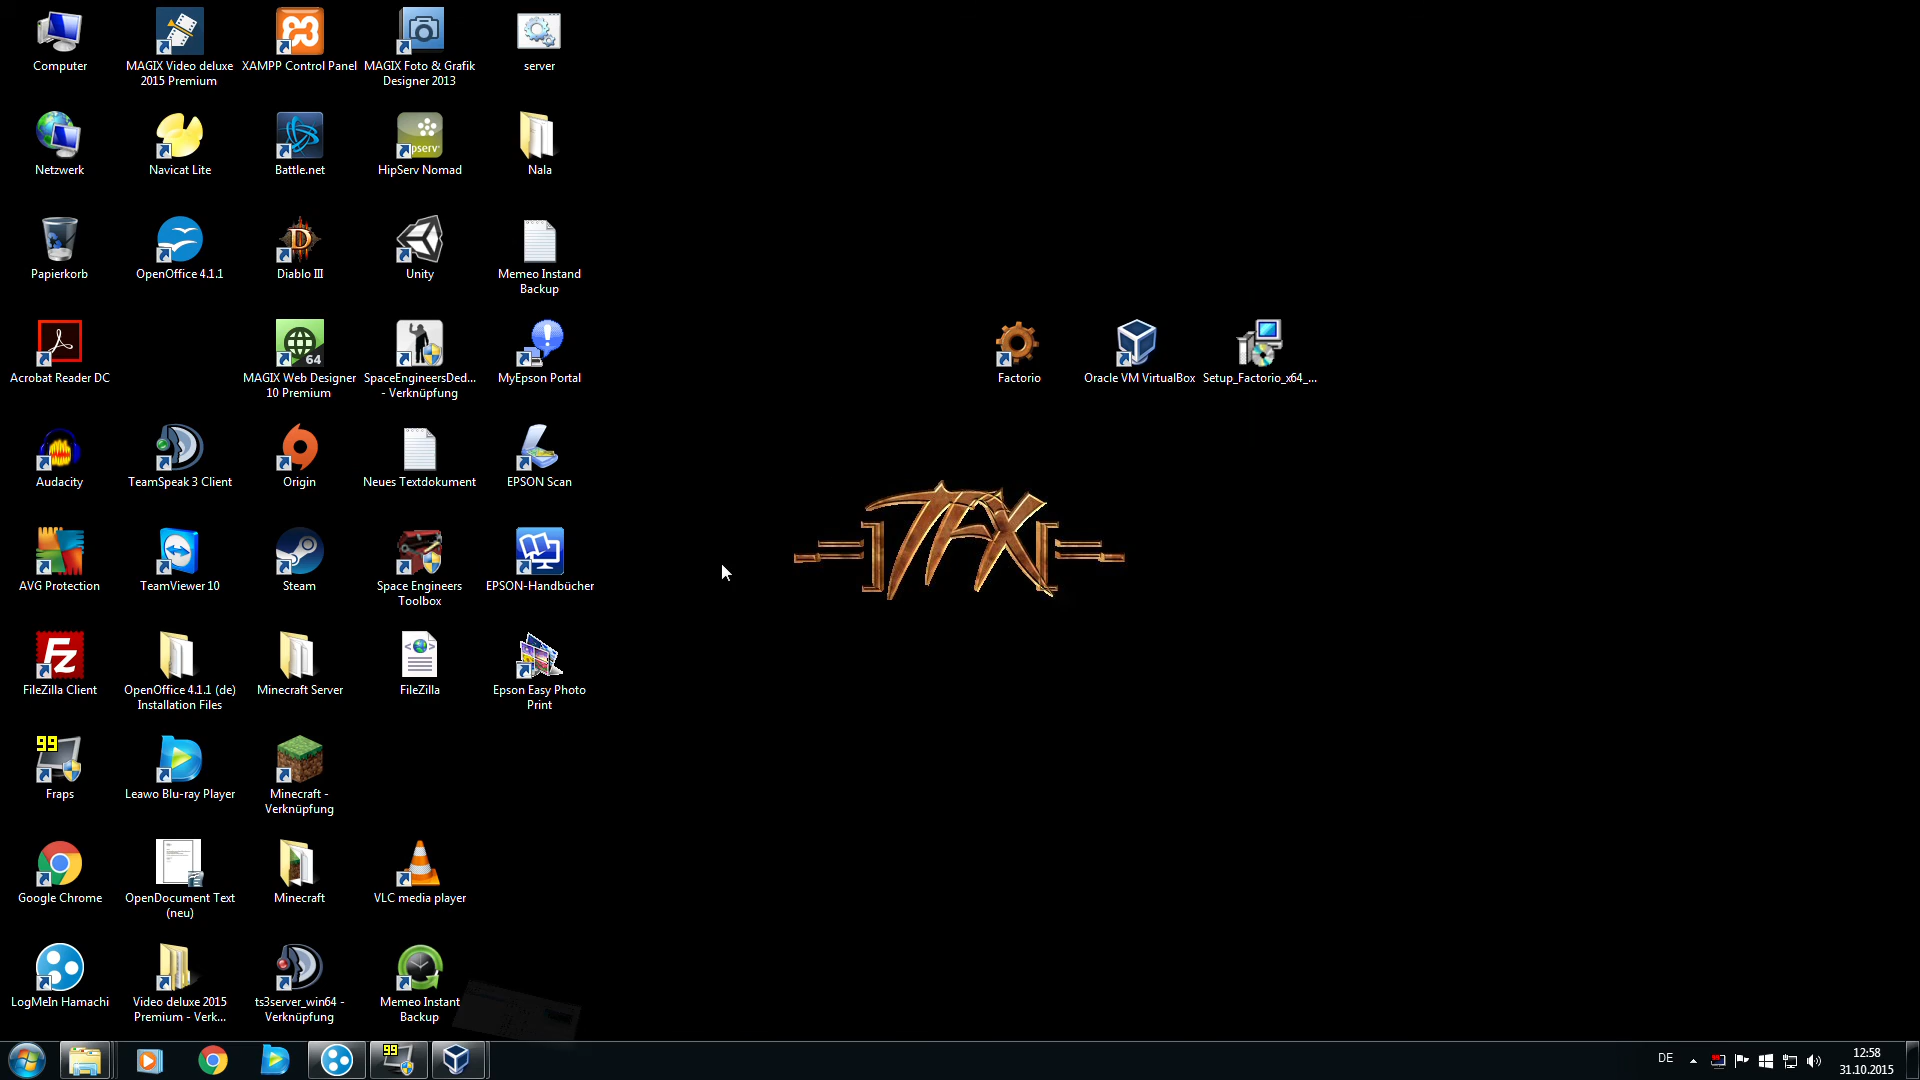 Computer
MAGIX Video deluxe
2015 Premium
XAMPP Control Panel
MAGIX Foto & Grafik
Designer 2013
server
Netzwerk
Navicat Lite
Battle.net
HipServ Nomad
Nala
Papierkorb
OpenOffice 4.1.1
Diablo III
Unity
Memeo Instand
Backup
Acrobat Reader DC
64
MAGIX Web Designer
10 Premium
SpaceEngineersDed...
- Verknüpfung
MyEpson Portal
Factorio
Oracle VM VirtualBox
Setup_Factorio_x64_...
Audacity
TeamSpeak 3 Client
Origin
Neues Textdokument
EPSON Scan
TFX
AVG Protection
TeamViewer 10
Steam
Space Engineers
Toolbox
EPSON-Handbücher
FZ
FileZilla Client
OpenOffice 4.1.1 (de)
Installation Files
Minecraft Server
FileZilla
Epson Easy Photo
Print
99
Fraps
Leawo Blu-ray Player
Minecraft -
Verknüpfung
Google Chrome
OpenDocument Text
(neu)
Minecraft
VLC media player
LogMeIn Hamachi
Video deluxe 2015
Premium - Verk...
ts3server_win64 -
Verknüpfung
Memeo Instant
Backup
99
DE
12:58
31.10.2015